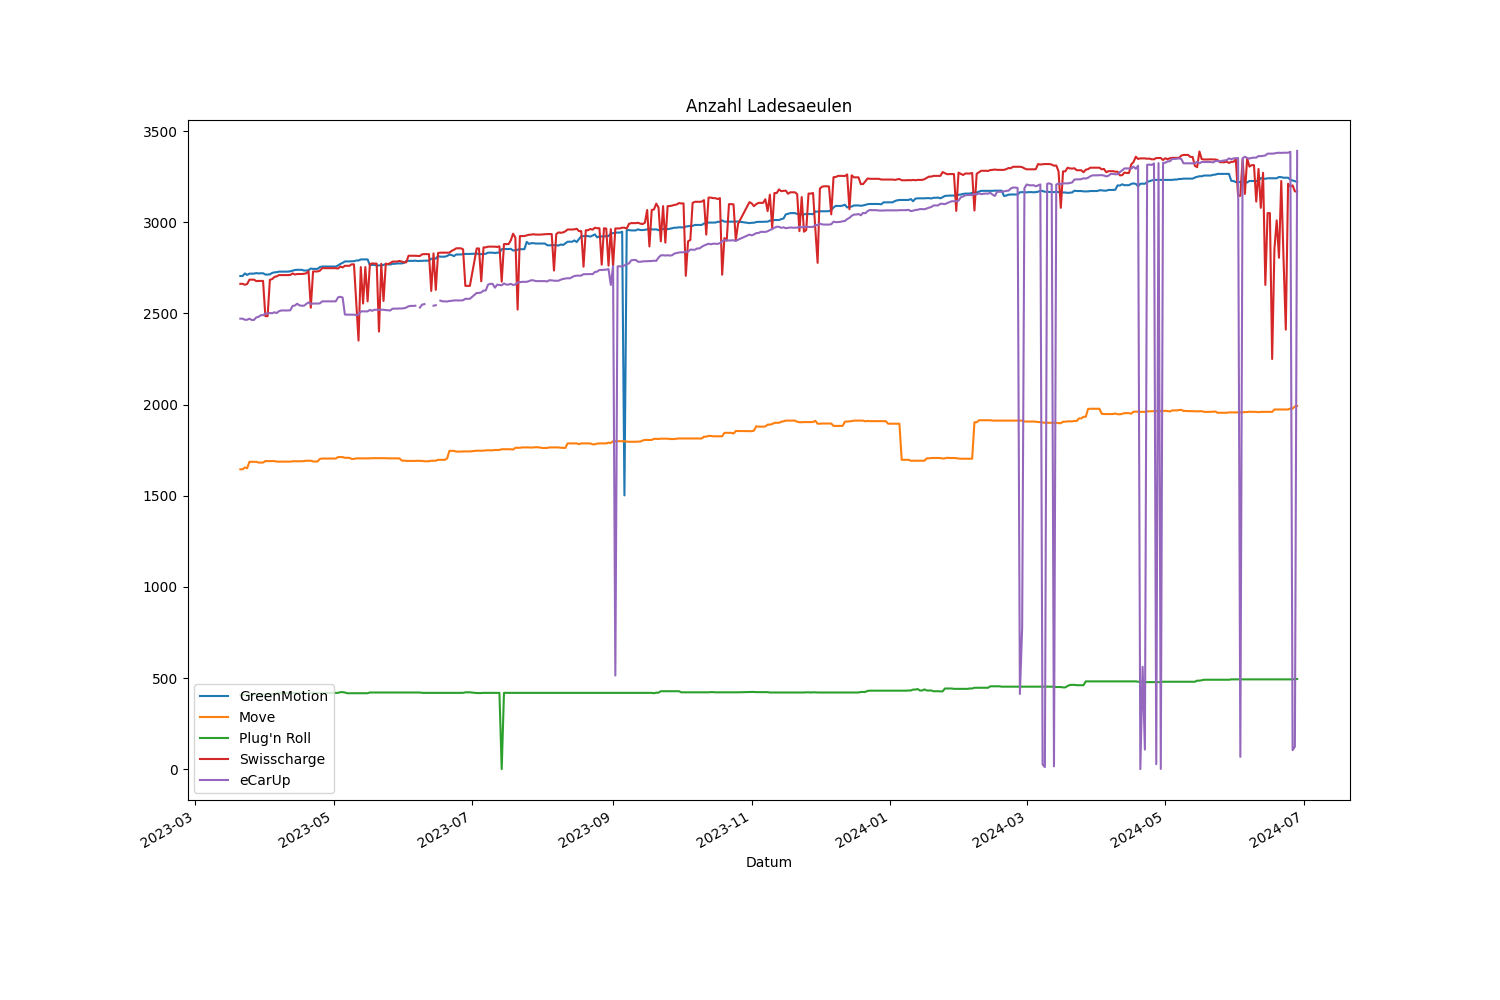 Anzahl Ladesaeulen
3500
3000
2500
2000
1500
1000
500
0
GreenMotion
Move
Plug'n Roll
Swisscharge
eCarUp
2023-03
2023-05
2023-07
2023-09
2023-11
2024-01
2024-03
2024-05
2024-07
Datum